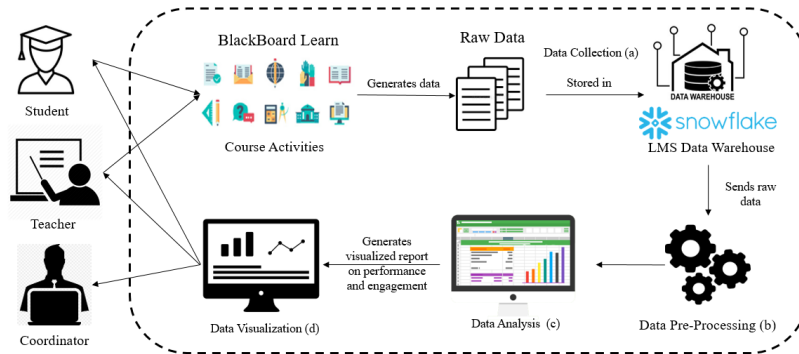 BlackBoard Learn
Raw Data
Data Collection (a)
Generates data
Stored in
DATA WAREHOUSE
snowflake
LMS Data Warehouse
Student
Course Activities
Sends raw
data
Teacher
Generates
visualized report
on performance
and engagement
Coordinator
Data Visualization (d)
Data Analysis (c)
Data Pre-Processing (b)